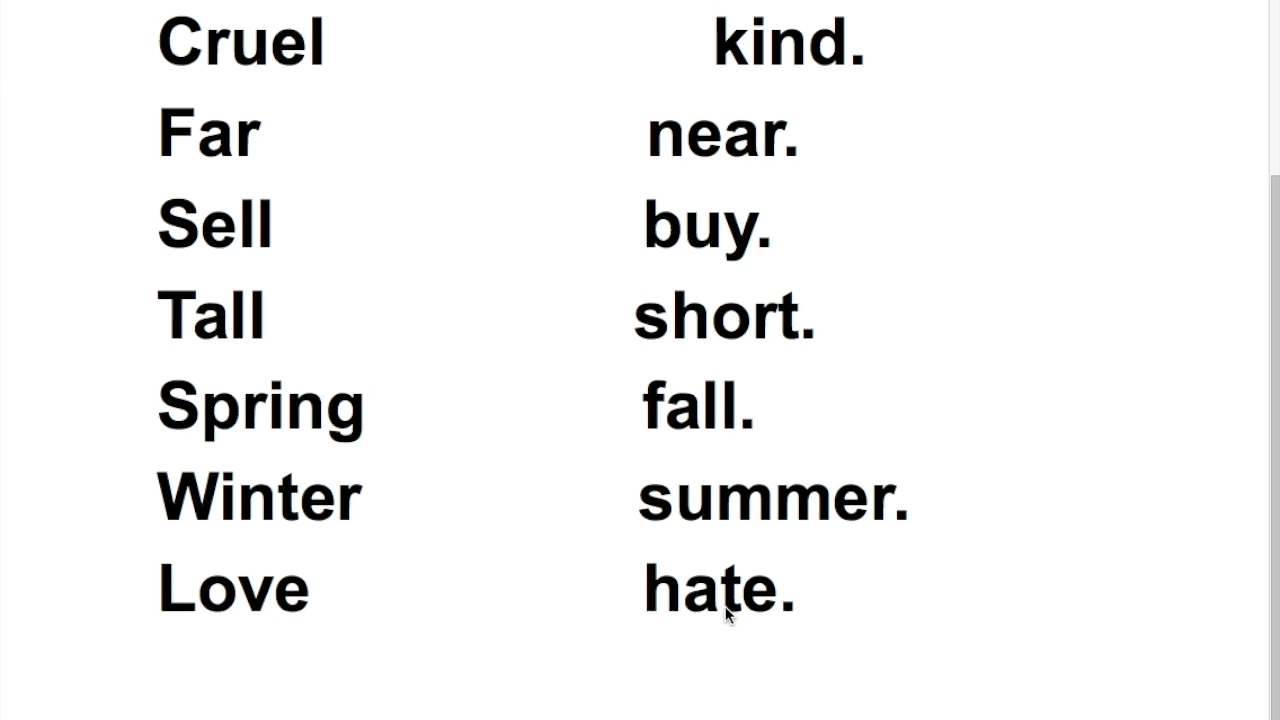 Cruel kind.
Far near.
Sell buy.
Tall short.
Spring fall.
Winter summer.
Love hate.